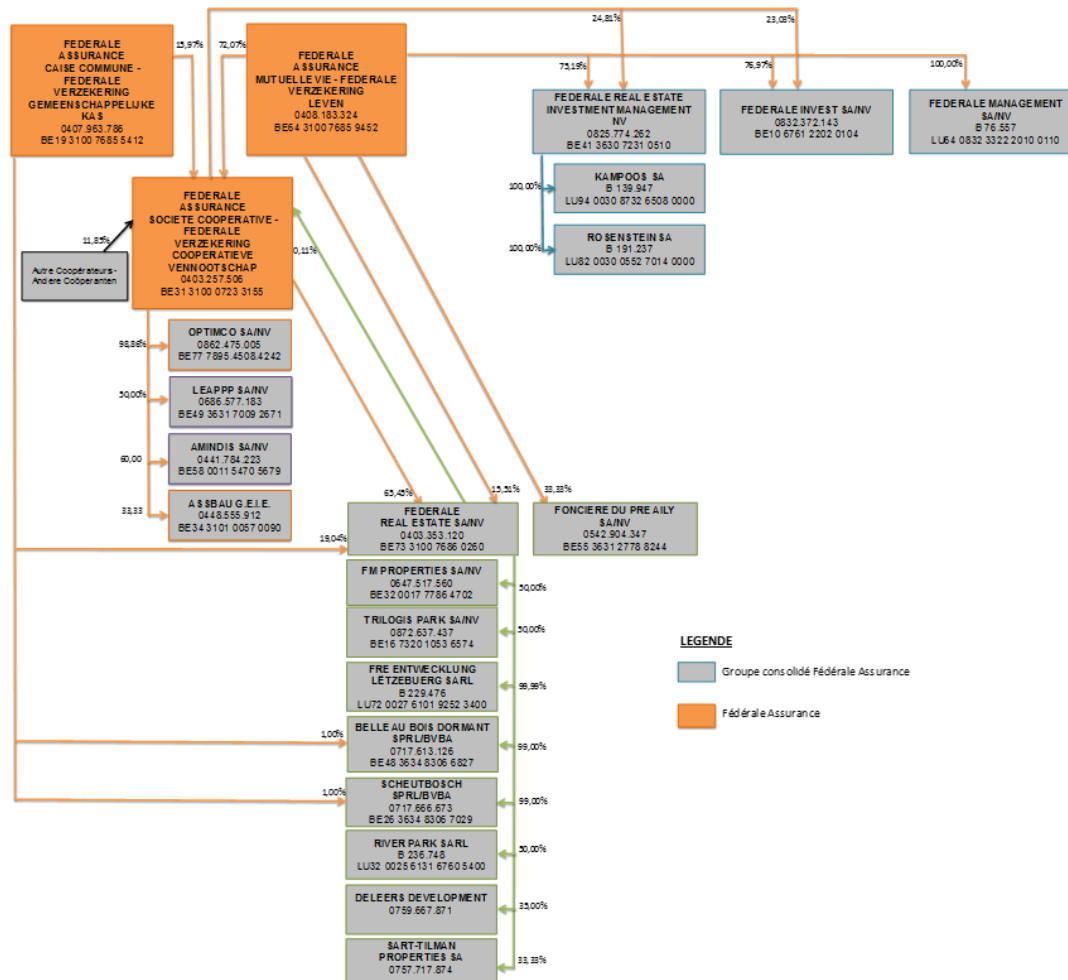 24,81%
23,03%
FEDERALE
ASSURANCE
CAISE COMMUNE -
FEDERALE
VERZEKERING
GEMEENSCHAPPELIJKE
KAS
0407.963.786
BE19 3100 7685 5412
15,97%
72,07%
FEDERALE
ASSURANCE
MUTUELLE VIE - FEDERALE
VERZEKERING
LEVEN
0408.183.324
BE64 3100 7685 9452
75,19%
76,97%
100,00%
FEDERALE REAL ESTATE
INVESTMENT MANAGEMENT
NV
0825.774.262
BE41 3630 7231 0510
FEDERALE INVEST SA/NV
0832.372.143
BE10 6761 2202 0104
FEDERALE MANAGEMENT
SA/NV
B 76.557
LU64 0832 3322 2010 0110
100,00%
KAMPOOS SA
B 139.947
LU94 0030 8732 6508 0000
100,00%
ROSENSTEIN SA
B 191.237
LU82 0030 0552 7014 0000
FEDERALE
ASSURANCE
SOCIETE COOPERATIVE -
FEDERALE
VERZEKERING
COOPERATIEVE
VENNOOTSCHAP
0403.257.506
BE31 3100 0723 3155
11,85%
0,11%
Autre Coopérateurs -
Andere Coöperanten
98,86%
OPTIMCO SA/NV
0862.475.005
BE77 7895.4508.4242
50,00%
LEAPPP SA/NV
0686.577.183
BE49 3631 7009 2671
60,00
AMINDIS SA/NV
0441.784.223
BE58 0011 5470 5679
33,33
ASSBAU G.E.I.E.
0448.555.912
BE34 3101 0057 0090
65,45%
15,51%
33,33%
19,04%
FEDERALE
REAL ESTATE SA/NV
0403.353.120
BE73 3100 7686 0260
FONCIERE DU PRE AILY
SA/NV
0542.904.347
BE55 3631 2778 8244
FM PROPERTIES SA/NV
0647.517.560
BE32 0017 7786 4702
50,00%
TRILOGIS PARK SA/NV
0872.637.437
BE16 7320 1053 6574
50,00%
FRE ENTWECKLUNG
LËTZEBUERG SARL
B 229.476
LU72 0027 6101 9252 3400
99,99%
1,00%
BELLE AU BOIS DORMANT
SPRL/BVBA
0717.613.126
BE48 3634 8306 6827
99,00%
1,00%
SCHEUTBOSCH
SPRL/BVBA
0717.666.673
BE26 3634 8306 7029
99,00%
RIVER PARK SARL
B 236.748
LU32 0025 6131 6760 5400
50,00%
DELEERS DEVELOPMENT
0759.667.871
35,00%
SART-TILMAN
PROPERTIES SA
0757.717.874
33,33%
LEGENDE
Groupe consolidé Fédérale Assurance
Fédérale Assurance